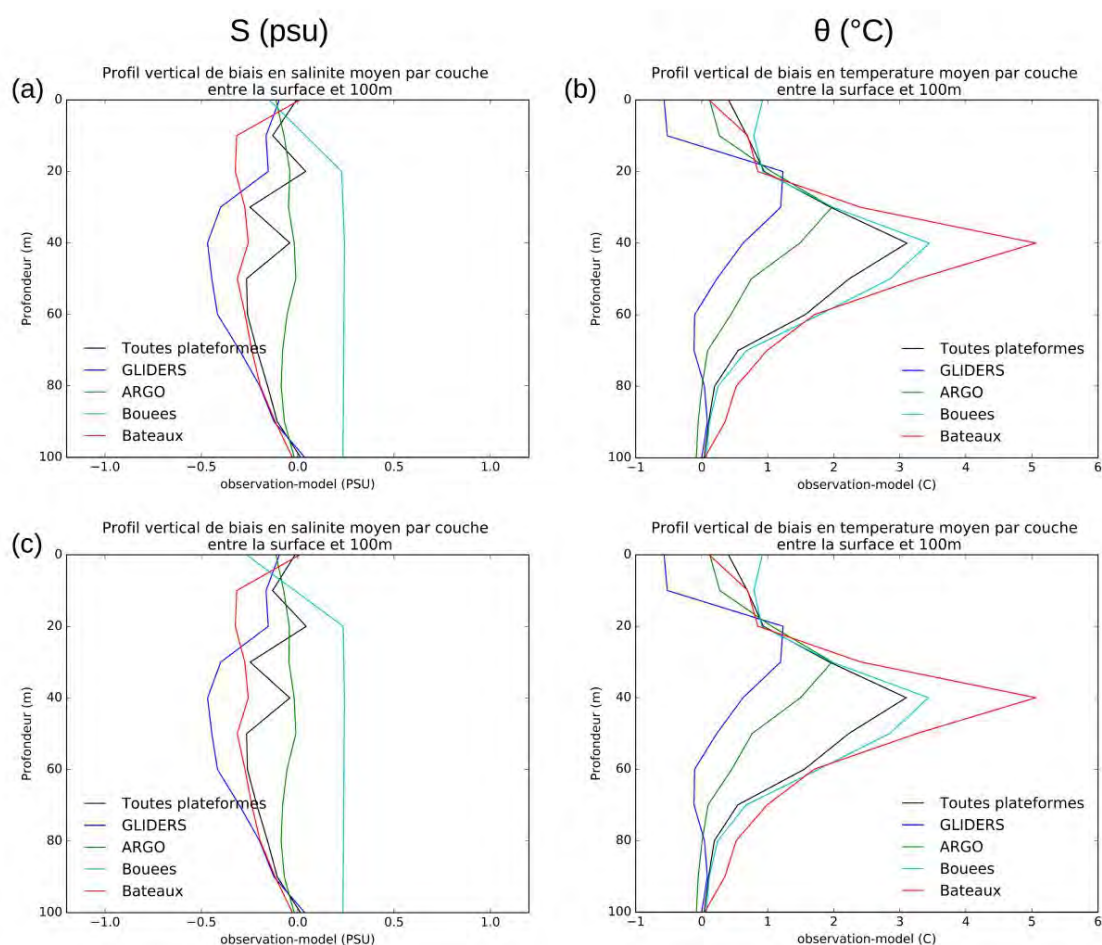 S (psu)
θ (°C)
(a)
Profil vertical de biais en salinite moyen par couche
entre la surface et 100m
0
20
40
60
80
100
Profondeur (m)
Toutes plateformes
GLIDERS
ARGO
Bouees
Bateaux
−1.0 −0.5 0.0 0.5 1.0
observation-model (PSU)
(b)
Profil vertical de biais en temperature moyen par couche
entre la surface et 100m
0
20
40
60
80
100
Profondeur (m)
Toutes plateformes
GLIDERS
ARGO
Bouees
Bateaux
−1 0 1 2 3 4 5 6
observation-model (C)
(c)
Profil vertical de biais en salinite moyen par couche
entre la surface et 100m
0
20
40
60
80
100
Profondeur (m)
Toutes plateformes
GLIDERS
ARGO
Bouees
Bateaux
−1.0 −0.5 0.0 0.5 1.0
observation-model (PSU)
Profil vertical de biais en temperature moyen par couche
entre la surface et 100m
0
20
40
60
80
100
Profondeur (m)
Toutes plateformes
GLIDERS
ARGO
Bouees
Bateaux
−1 0 1 2 3 4 5 6
observation-model (C)